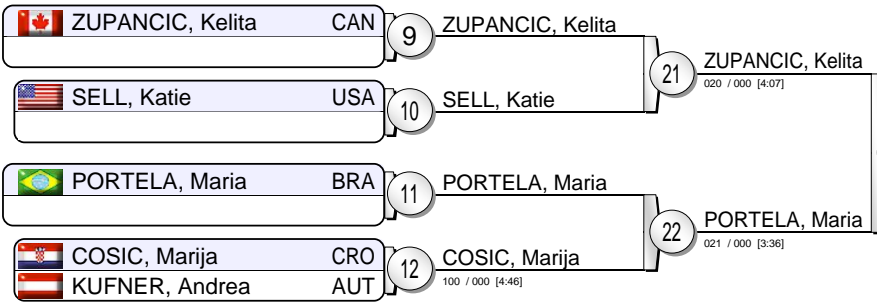 ZUPANCIC, Kelita CAN
9
ZUPANCIC, Kelita
21
ZUPANCIC, Kelita
020 / 000 [4:07]
SELL, Katie USA
10
SELL, Katie
PORTELA, Maria BRA
11
PORTELA, Maria
22
PORTELA, Maria
021 / 000 [3:36]
COSIC, Marija CRO
12
COSIC, Marija
100 / 000 [4:46]
KUFNER, Andrea AUT